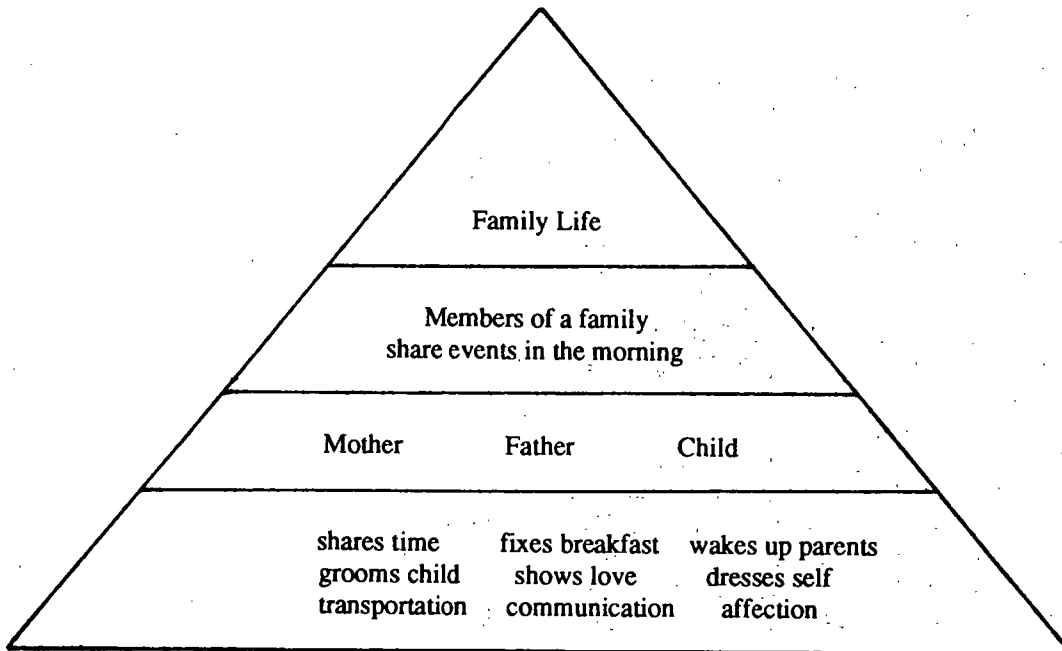 Family Life
Members of a family
share events in the morning
Mother Father Child
shares time fixes breakfast wakes up parents
grooms child shows love dresses self
transportation communication affection